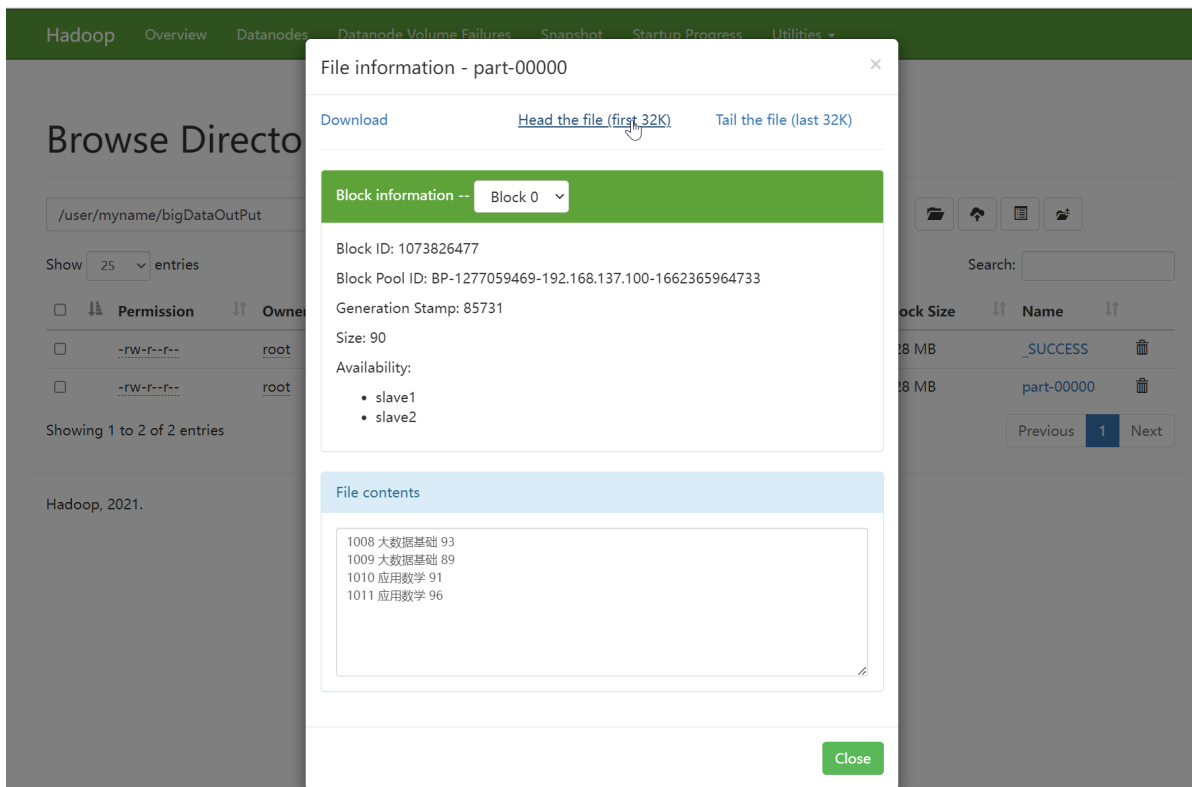 Hadoop Overview Datanodes Datanode Volume Failures Snapshot Startup Progress Utilities
File information - part-00000 ×
Download Head the file (first 32K) Tail the file (last 32K)
Browse Directo
Block information -- Block 0
/user/myname/bigDataOutPut
Block ID: 1073826477
Show 25 entries Search:
Block Pool ID: BP-1277059469-192.168.137.100-1662365964733
Permission Owner ock Size Name
Generation Stamp: 85731
Size: 90
-rw-r--r-- root 28 MB _SUCCESS
Availability:
-rw-r--r-- root 28 MB part-00000
slave1
slave2
Showing 1 to 2 of 2 entries Previous 1 Next
File contents
Hadoop, 2021.
1008 大数据基础 93
1009 大数据基础 89
1010 应用数学 91
1011 应用数学 96
Close